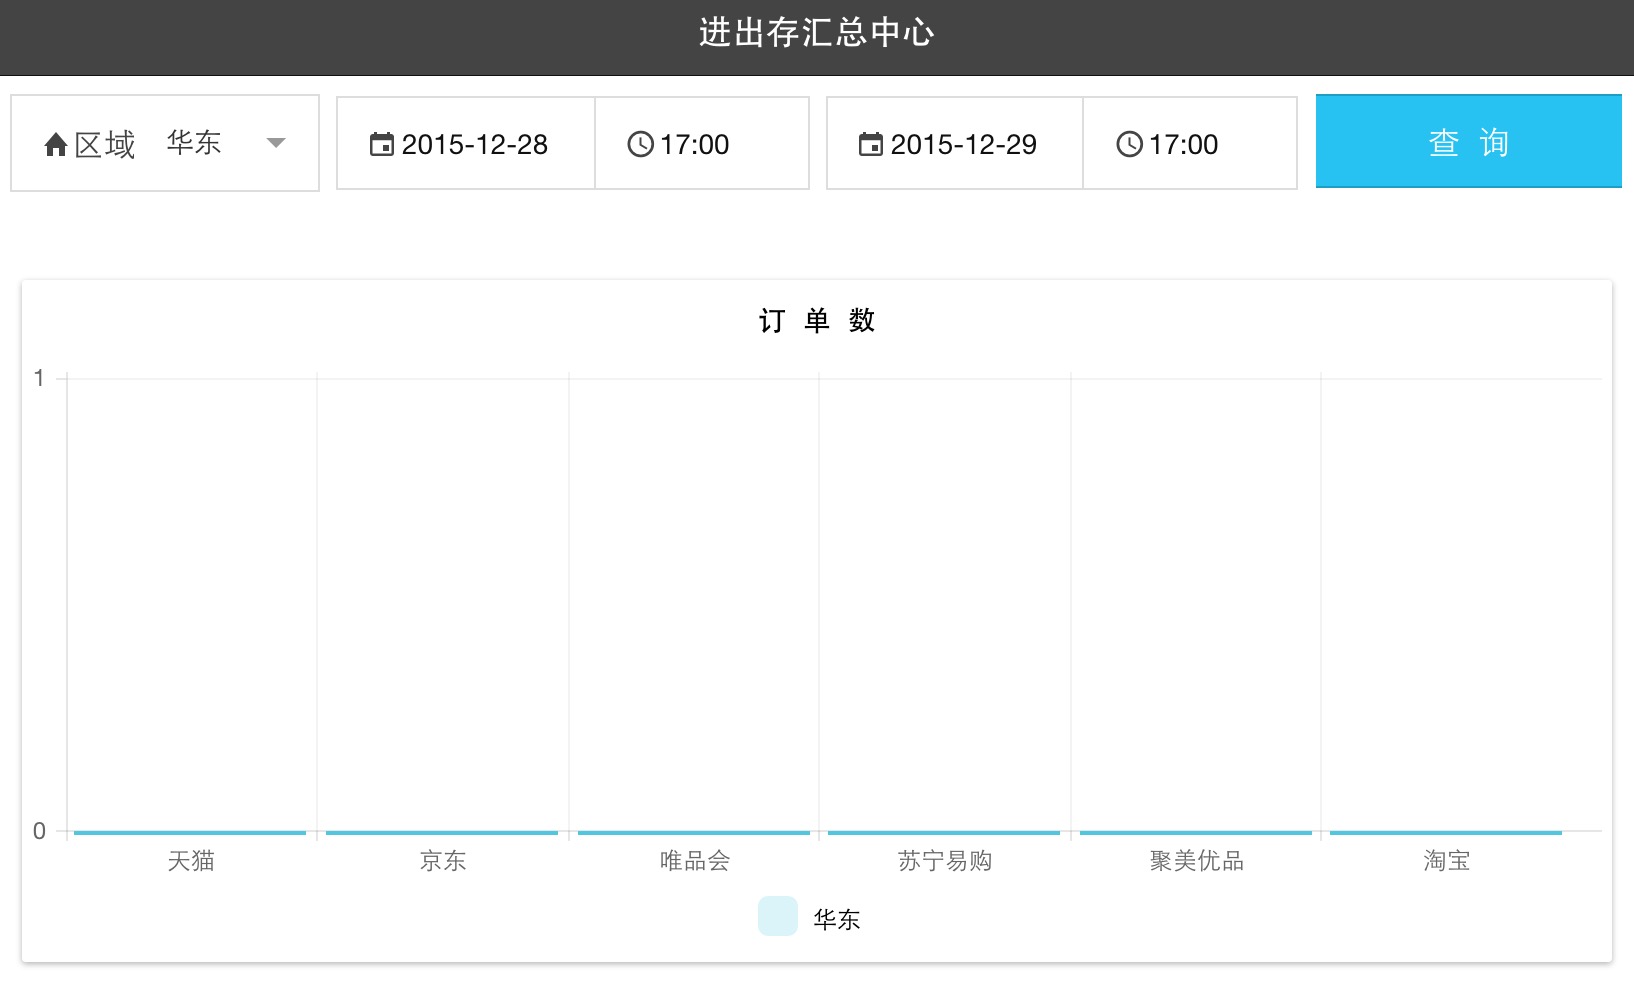 进出存汇总中心
区域 华东 2015-12-28 17:00 2015-12-29 17:00 查 询
订 单 数
1
0
天猫 京东 唯品会 苏宁易购 聚美优品 淘宝
华东